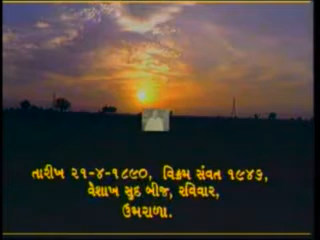 તારીખ ૨૧-૪-૧૮૯૦, વિક્રમ સંવત ૧૯૪૬,
વૈશાખ સુદ બીજ, રવિવાર,
ઉમરાળા.